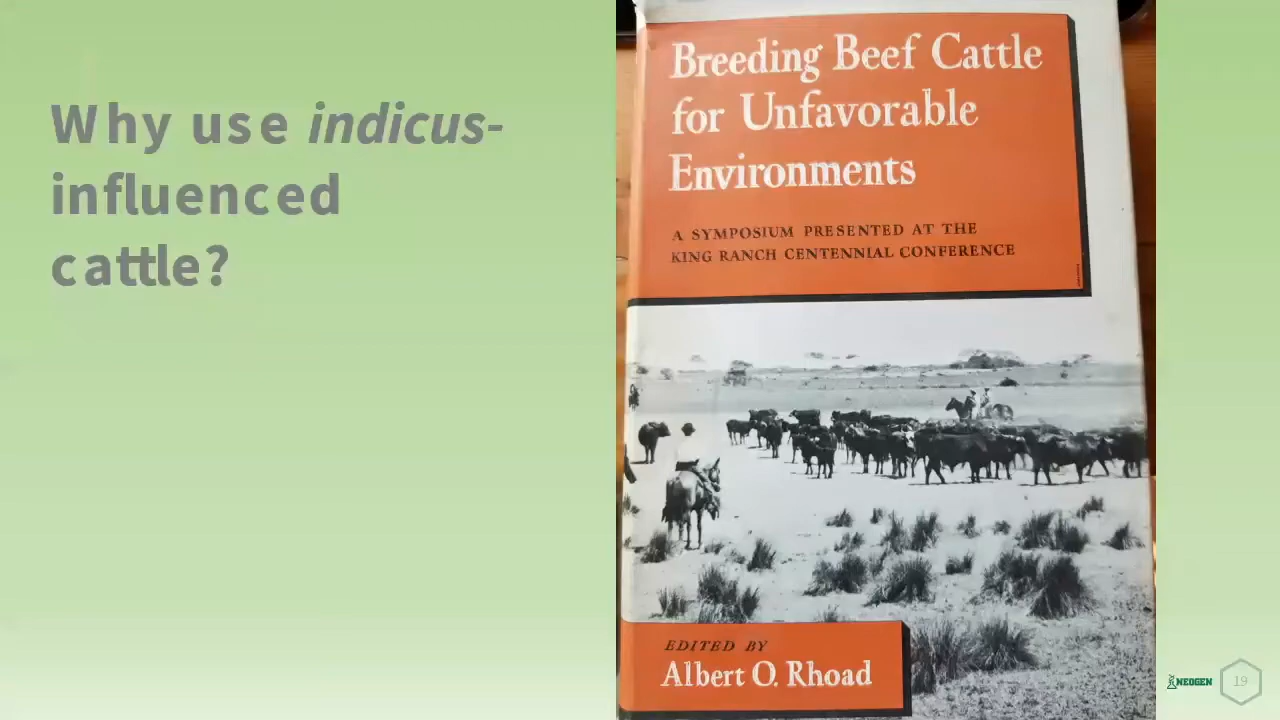 Why use indicus-
influenced
cattle?
Breeding Beef Cattle
for Unfavorable
Environments
A SYMPOSIUM PRESENTED AT THE
KING RANCH CENTENNIAL CONFERENCE
EDITED BY
Albert O. Rhoad
NEOGEN
19